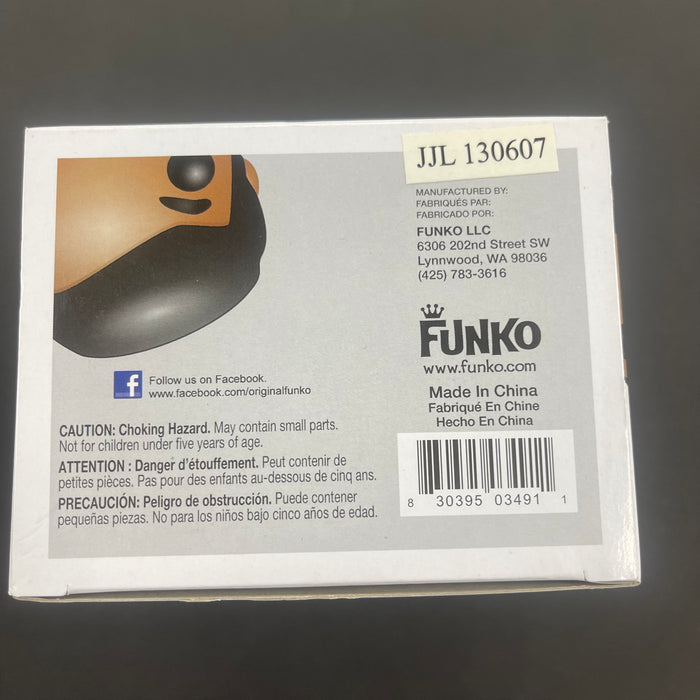 JJL 130607
MANUFACTURED BY:
FABRIQUÉS PAR:
FABRICADO POR:
FUNKO LLC
6306 202nd Street SW
Lynnwood, WA 98036
(425) 783-3616
FUNKO
www.funko.com
Made In China
Fabriqué En Chine
Hecho En China
f Follow us on Facebook.
www.facebook.com/originalfunko
CAUTION: Choking Hazard. May contain small parts.
Not for children under five years of age.
ATTENTION : Danger d'étouffement. Peut contenir de
petites pièces. Pas pour des enfants au-dessous de cinq ans.
PRECAUCIÓN: Peligro de obstrucción. Puede contener
pequeñas piezas. No para los niños bajo cinco años de edad.
8 30395 03491 1